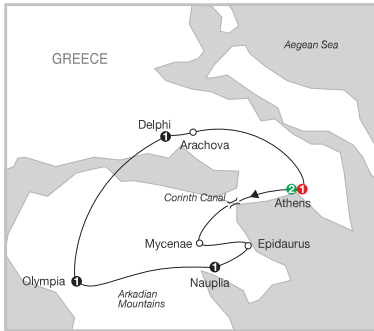 Aegean Sea
GREECE
Delphi
1
Arachova
Corinth Canal
2 1
Athens
Mycenae
Epidaurus
Olympia
1
1
Nauplia
Arkadian
Mountains